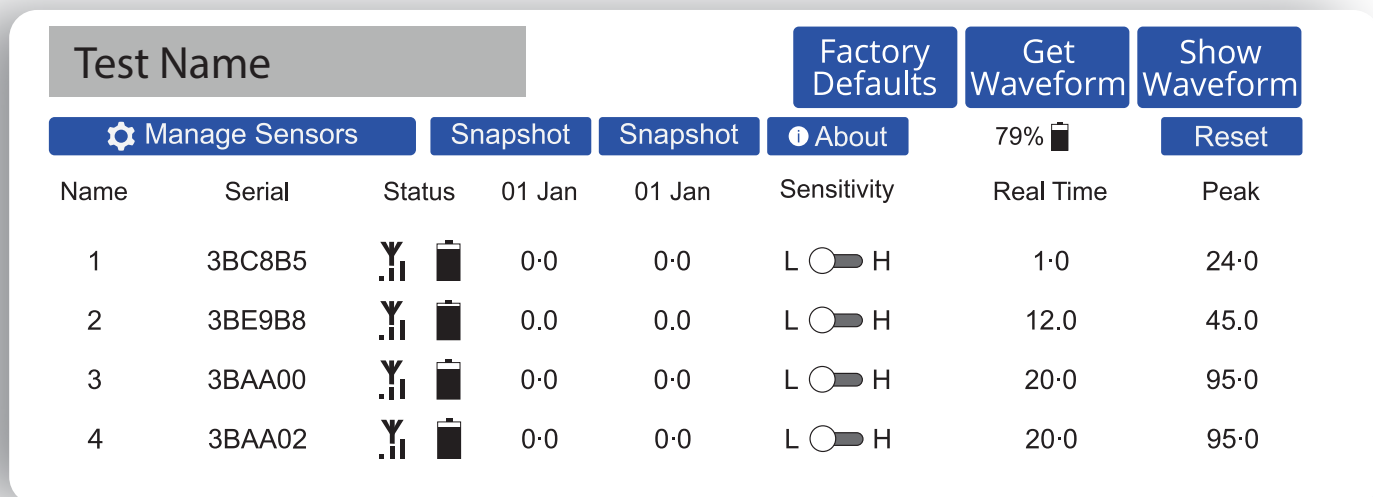 Test Name
Factory Defaults
Get Waveform
Show Waveform
Manage Sensors Snapshot Snapshot About 79% Reset
Name Serial Status 01 Jan 01 Jan Sensitivity Real Time Peak
1 3BC8B5 0·0 0·0 L H 1·0 24·0
2 3BE9B8 0.0 0.0 L H 12.0 45.0
3 3BAA00 0·0 0·0 L H 20·0 95·0
4 3BAA02 0·0 0·0 L H 20·0 95·0